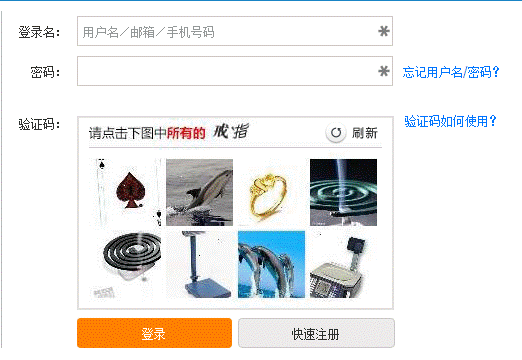 登录名： 用户名／邮箱／手机号码 *
密码： * 忘记用户名/密码？
验证码： 请点击下图中所有的 戒指 刷新 验证码如何使用？
登录 快速注册